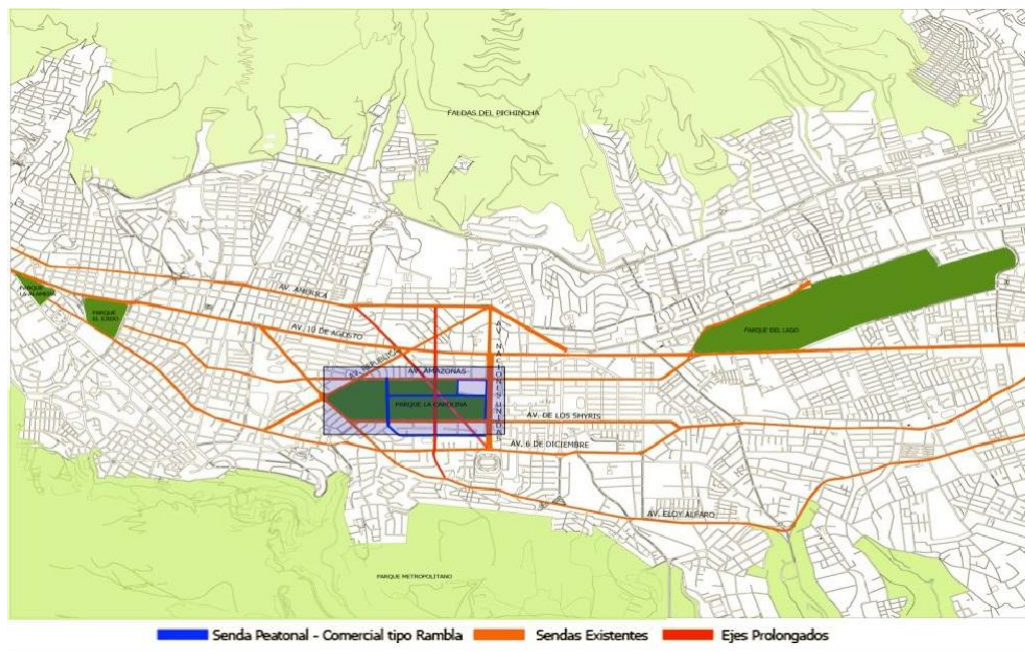 FALDAS DEL PICHINCHA
PARQUE
LA ALAMEDA
PARQUE
EL EJIDO
AV. AMERICA
AV. 10 DE AGOSTO
AV. REPUBLICA
AV. AMAZONAS
AV. NACIONES UNIDAS
PARQUE LA CAROLINA
PARQUE DEL LAGO
AV. DE LOS SHYRIS
AV. 6 DE DICIEMBRE
AV. ELOY ALFARO
PARQUE METROPOLITANO
Senda Peatonal - Comercial tipo Rambla
Sendas Existentes
Ejes Prolongados